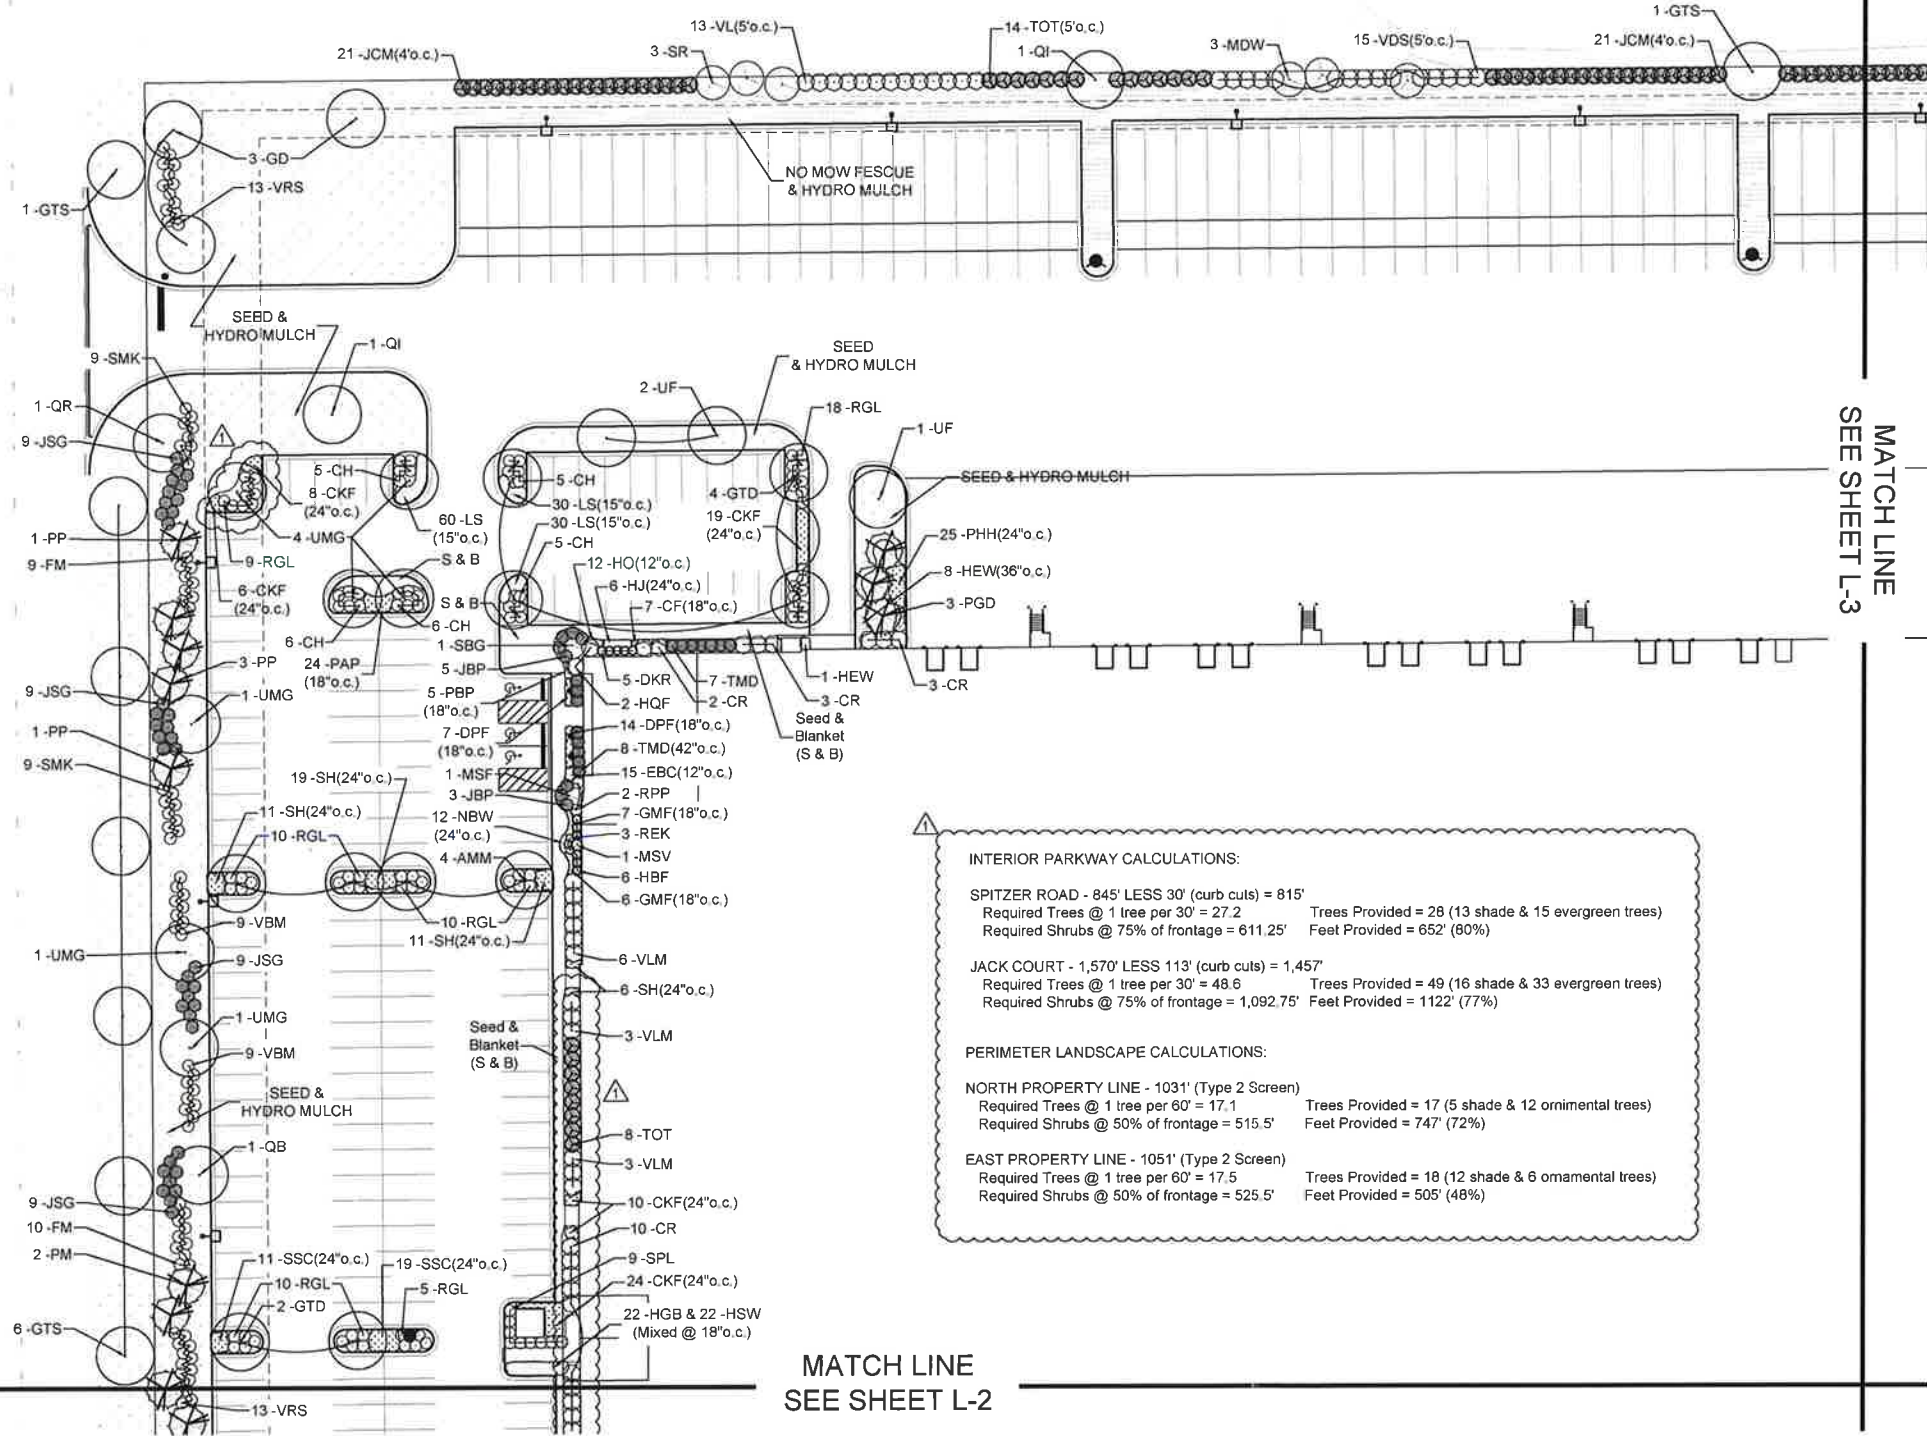 1 -GTS
13 -VL(5'o.c.)
14 -TOT(5'o.c.)
21 -JCM(4'o.c.)
3 -SR
1 -QI
3 -MDW
15 -VDS(5'o.c.)
21 -JCM(4'o.c.)
3 -GD
13 -VRS
1 -GTS
NO MOW FESCUE
& HYDRO MULCH
SEED &
HYDRO MULCH
9 -SMK
1 -QI
SEED
& HYDRO MULCH
2 -UF
18 -RGL
1 -QR
9 -JSG
1
1 -UF
5 -CH
8 -CKF
(24"o.c.)
5 -CH
30 -LS(15"o.c.)
30 -LS(15"o.c.)
4 -GTD
19 -CKF
(24"o.c.)
SEED & HYDRO MULCH
MATCH LINE
SEE SHEET L-3
60 -LS
(15"o.c.)
4 -UMG
5 -CH
1 -PP
9 -FM
9 -RGL
S & B
12 -HO(12"o.c.)
25 -PHH(24"o.c.)
8 -HEW(36"o.c.)
6 -CKF
(24"o.c.)
6 -HJ(24"o.c.)
S & B
7 -CF(18"o.c.)
3 -PGD
6 -CH
6 -CH
1 -SBG
24 -PAP
(18"o.c.)
5 -JBP
3 -PP
9 -JSG
1 -UMG
5 -PBP
(18"o.c.)
5 -DKR
7 -TMD
1 -HEW
3 -CR
2 -HQF
2 -CR
3 -CR
1 -PP
7 -DPF
(18"o.c.)
14 -DPF(18"o.c.)
Seed &
Blanket
(S & B)
9 -SMK
8 -TMD(42"o.c.)
19 -SH(24"o.c.)
1 -MSF
15 -EBC(12"o.c.)
3 -JBP
2 -RPP
11 -SH(24"o.c.)
12 -NBW
(24"o.c.)
7 -GMF(18"o.c.)
10 -RGL
3 -REK
4 -AMM
1 -MSV
6 -HBF
6 -GMF(18"o.c.)
9 -VBM
10 -RGL
11 -SH(24"o.c.)
1 -UMG
9 -JSG
6 -VLM
6 -SH(24"o.c.)
1 -UMG
Seed &
Blanket
(S & B)
3 -VLM
9 -VBM
1
SEED &
HYDRO MULCH
8 -TOT
1 -QB
3 -VLM
9 -JSG
10 -CKF(24"o.c.)
10 -FM
10 -CR
2 -PM
11 -SSC(24"o.c.)
19 -SSC(24"o.c.)
9 -SPL
10 -RGL
5 -RGL
24 -CKF(24"o.c.)
2 -GTD
6 -GTS
22 -HGB & 22 -HSW
(Mixed @ 18"o.c.)
13 -VRS
1
INTERIOR PARKWAY CALCULATIONS:
SPITZER ROAD - 845' LESS 30' (curb cuts) = 815'
Required Trees @ 1 tree per 30' = 27.2 Trees Provided = 28 (13 shade & 15 evergreen trees)
Required Shrubs @ 75% of frontage = 611.25' Feet Provided = 652' (80%)
JACK COURT - 1,570' LESS 113' (curb cuts) = 1,457'
Required Trees @ 1 tree per 30' = 48.6 Trees Provided = 49 (16 shade & 33 evergreen trees)
Required Shrubs @ 75% of frontage = 1,092.75' Feet Provided = 1122' (77%)
PERIMETER LANDSCAPE CALCULATIONS:
NORTH PROPERTY LINE - 1031' (Type 2 Screen)
Required Trees @ 1 tree per 60' = 17.1 Trees Provided = 17 (5 shade & 12 ornimental trees)
Required Shrubs @ 50% of frontage = 515.5' Feet Provided = 747' (72%)
EAST PROPERTY LINE - 1051' (Type 2 Screen)
Required Trees @ 1 tree per 60' = 17.5 Trees Provided = 18 (12 shade & 6 ornamental trees)
Required Shrubs @ 50% of frontage = 525.5' Feet Provided = 505' (48%)
MATCH LINE
SEE SHEET L-2